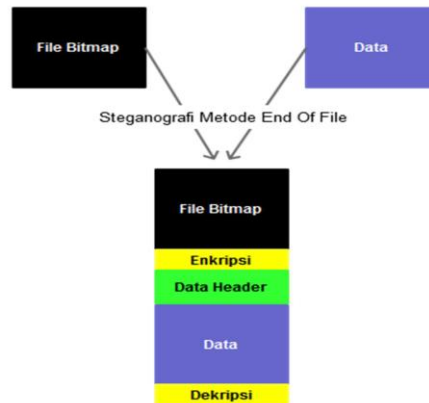 File Bitmap
Data
Steganografi Metode End Of File
File Bitmap
Enkripsi
Data Header
Data
Dekripsi